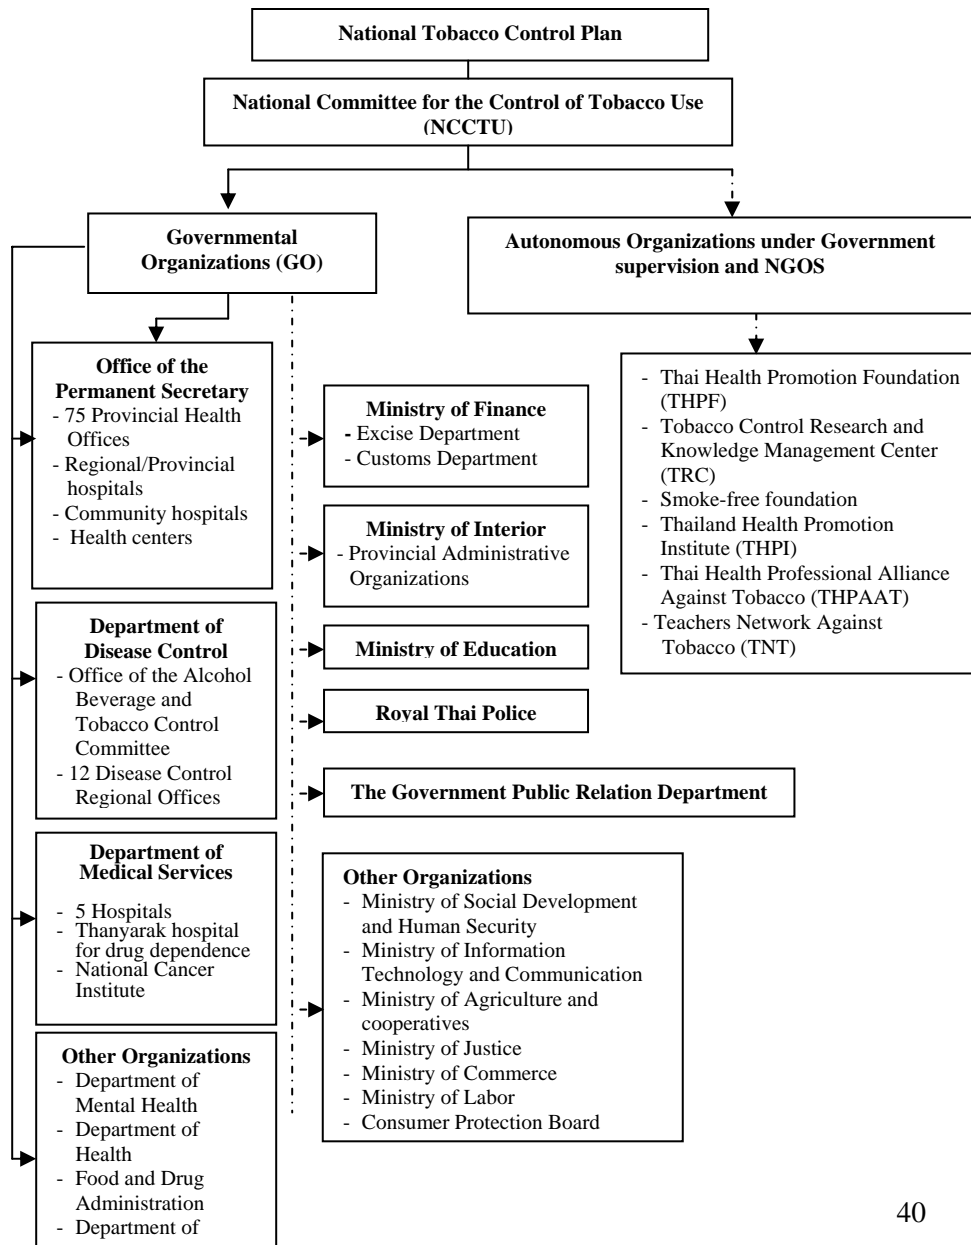 National Tobacco Control Plan
National Committee for the Control of Tobacco Use
(NCCTU)
Governmental
Organizations (GO)
Autonomous Organizations under Government
supervision and NGOS
Office of the
Permanent Secretary
- 75 Provincial Health
Offices
- Regional/Provincial
hospitals
- Community hospitals
- Health centers
Department of
Disease Control
- Office of the Alcohol
Beverage and
Tobacco Control
Committee
- 12 Disease Control
Regional Offices
Department of
Medical Services
- 5 Hospitals
- Thanyarak hospital
for drug dependence
- National Cancer
Institute
Other Organizations
- Department of
Mental Health
- Department of
Health
- Food and Drug
Administration
- Department of
Ministry of Finance
- Excise Department
- Customs Department
Ministry of Interior
- Provincial Administrative
Organizations
Ministry of Education
Royal Thai Police
The Government Public Relation Department
Other Organizations
- Ministry of Social Development
and Human Security
- Ministry of Information
Technology and Communication
- Ministry of Agriculture and
cooperatives
- Ministry of Justice
- Ministry of Commerce
- Ministry of Labor
- Consumer Protection Board
- Thai Health Promotion Foundation
(THPF)
- Tobacco Control Research and
Knowledge Management Center
(TRC)
- Smoke-free foundation
- Thailand Health Promotion
Institute (THPI)
- Thai Health Professional Alliance
Against Tobacco (THPAAT)
- Teachers Network Against
Tobacco (TNT)
40